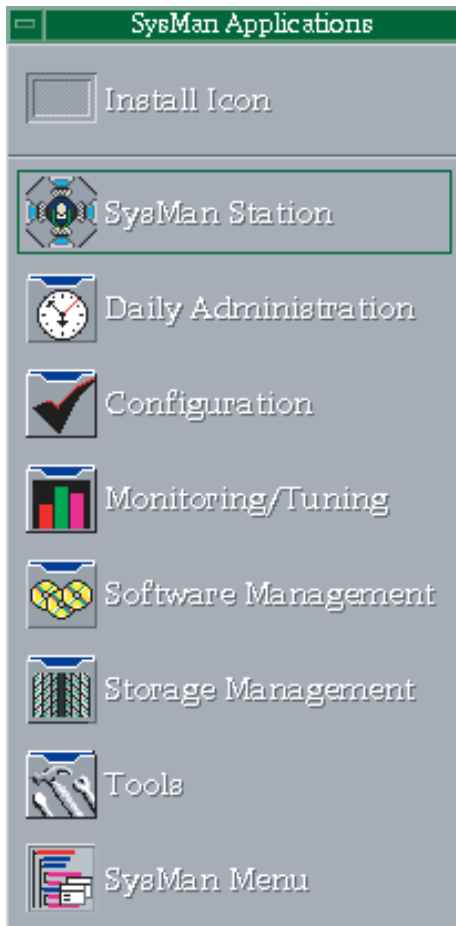 SysMan Applications
Install Icon
SysMan Station
Daily Administration
Configuration
Monitoring/Tuning
Software Management
Storage Management
Tools
SysMan Menu